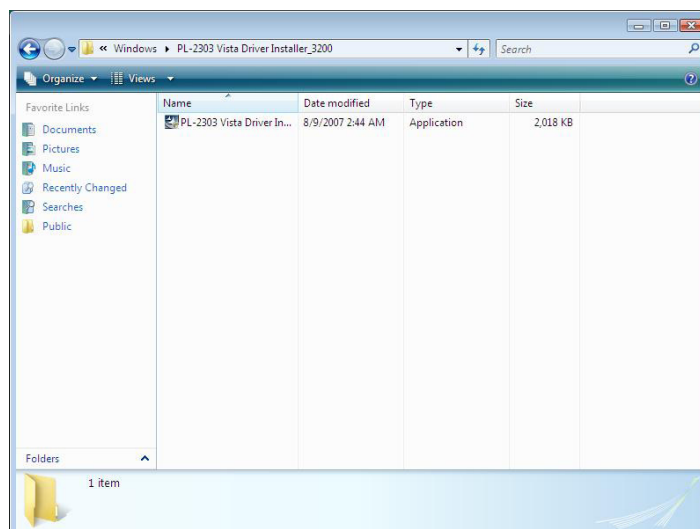 « Windows ▸ PL-2303 Vista Driver Installer_3200
Search
Organize Views
Favorite Links
Documents
Pictures
Music
Recently Changed
Searches
Public
Folders
Name Date modified Type Size
PL-2303 Vista Driver In... 8/9/2007 2:44 AM Application 2,018 KB
1 item